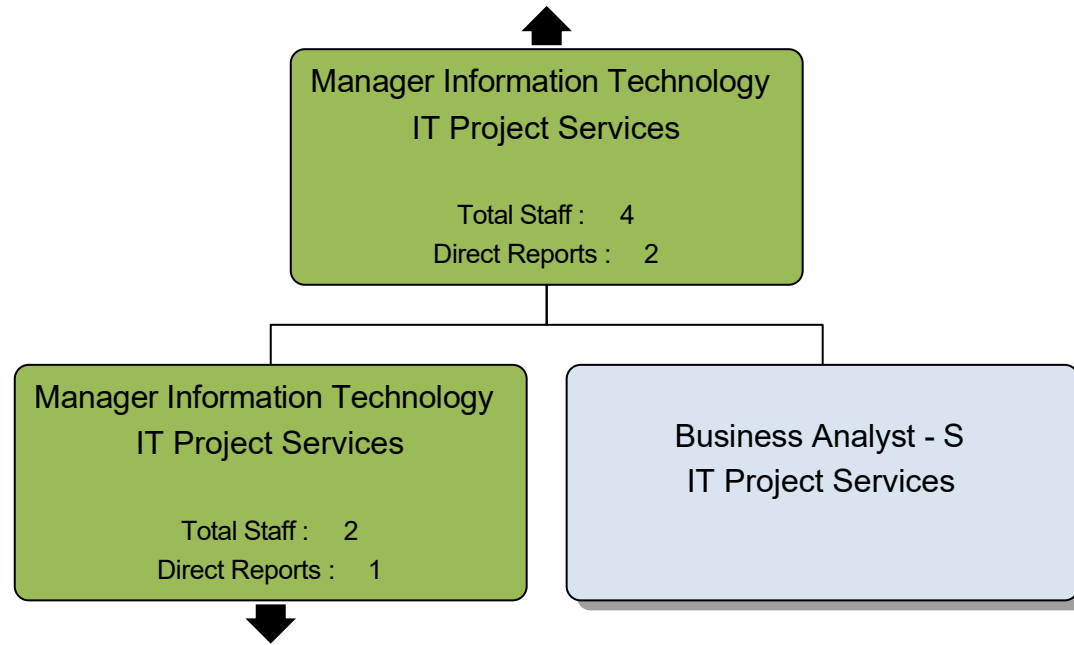 Manager Information Technology
IT Project Services
Total Staff : 4
Direct Reports : 2
Manager Information Technology
IT Project Services
Total Staff : 2
Direct Reports : 1
Business Analyst - S
IT Project Services